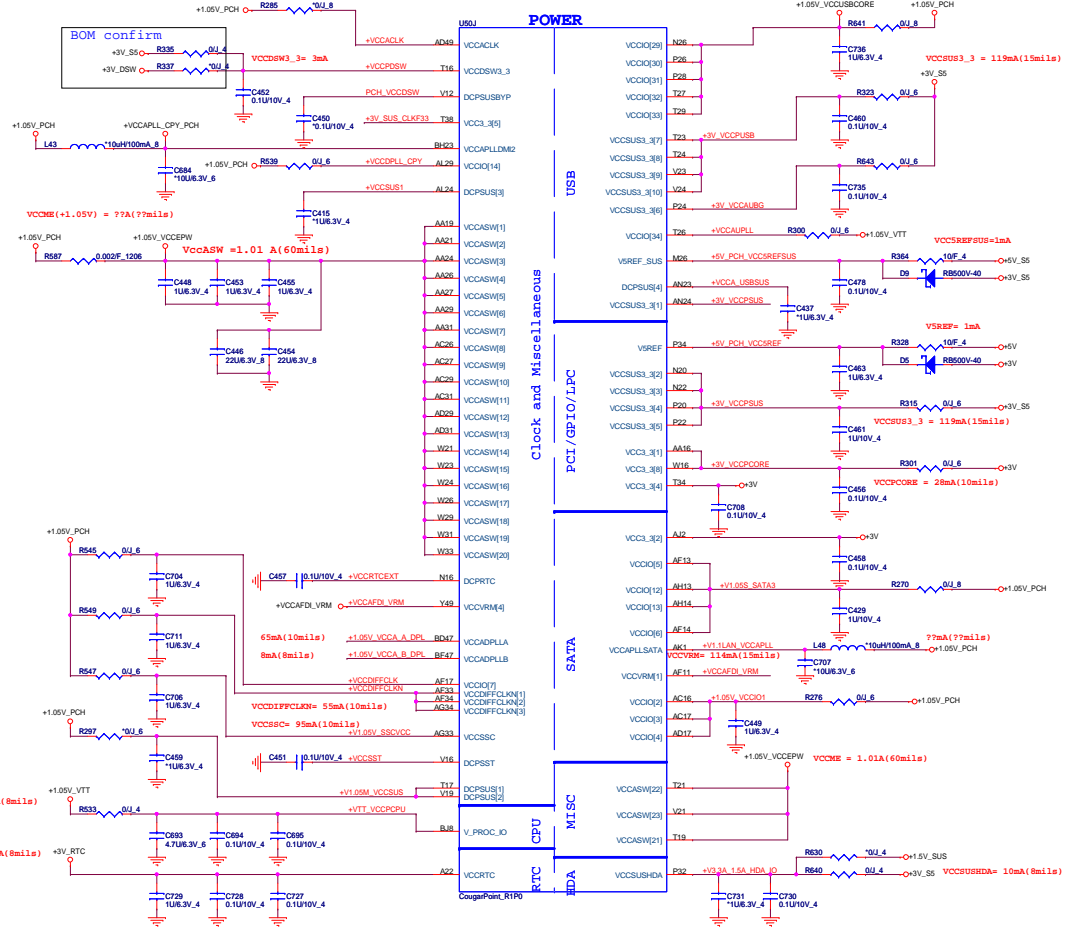 POWER
U50J
BOM confirm
+1.05V_PCH
R285
*0/J_8
+VCCACLK
AD49
VCCACLK
+3V_S5
R335
*0/J_4
+3V_DSW
R337
*0/J_4
VCCDSW3_3= 3mA
+VCCPDSW
T16
VCCDSW3_3
C452
0.1U/10V_4
PCH_VCCDSW
V12
DCPSUSBYP
C450
*0.1U/10V_4
+3V_SUS_CLKF33
T38
VCC3_3[5]
+1.05V_PCH
+VCCAPLL_CPY_PCH
L43
*10uH/100mA_8
BH23
VCCAPLLDMI2
C684
*10U/6.3V_6
+1.05V_PCH
R539
0/J_6
+VCCDPLL_CPY
AL29
VCCIO[14]
+VCCSUS1
AL24
DCPSUS[3]
C415
*1U/6.3V_4
VCCME(+1.05V) = ??A(??mils)
+1.05V_PCH
+1.05V_VCCEPW
VccASW =1.01 A(60mils)
R587
0.002/F_1206
C448
1U/6.3V_4
C453
1U/6.3V_4
C455
1U/6.3V_4
C446
22U/6.3V_8
C454
22U/6.3V_8
AA19
VCCASW[1]
AA21
VCCASW[2]
AA24
VCCASW[3]
AA26
VCCASW[4]
AA27
VCCASW[5]
AA29
VCCASW[6]
AA31
VCCASW[7]
AC26
VCCASW[8]
AC27
VCCASW[9]
AC29
VCCASW[10]
AC31
VCCASW[11]
AD29
VCCASW[12]
AD31
VCCASW[13]
W21
VCCASW[14]
W23
VCCASW[15]
W24
VCCASW[16]
W26
VCCASW[17]
W29
VCCASW[18]
W31
VCCASW[19]
W33
VCCASW[20]
+1.05V_PCH
R545
0/J_6
C704
1U/6.3V_4
R549
0/J_6
C711
1U/6.3V_4
R547
*0/J_6
C706
1U/6.3V_4
+1.05V_PCH
R297
*0/J_6
C459
*1U/6.3V_4
C457
0.1U/10V_4
+VCCRTCEXT
N16
DCPRTC
+VCCAFDI_VRM
+VCCAFDI_VRM
Y49
VCCVRM[4]
65mA(10mils)
+1.05V_VCCA_A_DPL
BD47
VCCADPLLA
8mA(8mils)
+1.05V_VCCA_B_DPL
BF47
VCCADPLLB
+VCCDIFFCLK
AF17
VCCIO[7]
+VCCDIFFCLKN
AF33
VCCDIFFCLKN[1]
AF34
VCCDIFFCLKN[2]
AG34
VCCDIFFCLKN[3]
VCCDIFFCLKN= 55mA(10mils)
VCCSSC= 95mA(10mils)
+V1.05V_SSCVCC
AG33
VCCSSC
C451
0.1U/10V_4
+VCCSST
V16
DCPSST
+V1.05M_VCCSUS
T17
DCPSUS[1]
V19
DCPSUS[2]
(8mils)
+1.05V_VTT
R533
0/J_4
+VTT_VCCPCPU
BJ8
V_PROC_IO
C693
4.7U/6.3V_6
C694
0.1U/10V_4
C695
0.1U/10V_4
A(8mils)
+3V_RTC
A22
VCCRTC
C729
1U/6.3V_4
C728
0.1U/10V_4
C727
0.1U/10V_4
CougarPoint_R1P0
Clock and Miscellaneous
USB
PCI/GPIO/LPC
SATA
MISC
CPU
RTC
HDA
+1.05V_VCCUSBCORE
+1.05V_PCH
R641
0/J_8
C736
1U/6.3V_4
VCCIO[29]
N26
VCCIO[30]
P26
VCCIO[31]
P28
VCCIO[32]
T27
VCCIO[33]
T29
VCCSUS3_3 = 119mA(15mils)
+3V_S5
R323
0/J_6
C460
0.1U/10V_4
VCCSUS3_3[7]
T23
+3V_VCCPUSB
VCCSUS3_3[8]
T24
VCCSUS3_3[9]
V23
VCCSUS3_3[10]
V24
VCCSUS3_3[6]
P24
+3V_VCCAUBG
R643
0/J_6
C735
0.1U/10V_4
VCCIO[34]
T26
+VCCAUPLL
R300
0/J_6
+1.05V_VTT
VCC5REFSUS=1mA
V5REF_SUS
M26
+5V_PCH_VCC5REFSUS
R364
10/F_4
+5V_S5
D9
RB500V-40
+3V_S5
C478
0.1U/10V_4
DCPSUS[4]
AN23
+VCCA_USBSUS
VCCSUS3_3[1]
AN24
+3V_VCCPSUS
C437
*1U/6.3V_4
V5REF= 1mA
V5REF
P34
+5V_PCH_VCC5REF
R328
10/F_4
+5V
D5
RB500V-40
+3V
C463
1U/6.3V_4
VCCSUS3_3[2]
N20
VCCSUS3_3[3]
N22
VCCSUS3_3[4]
P20
+3V_VCCPSUS
VCCSUS3_3[5]
P22
R315
0/J_6
+3V_S5
VCCSUS3_3 = 119mA(15mils)
C461
1U/10V_4
VCC3_3[1]
AA16
VCC3_3[8]
W16
+3V_VCCPCORE
R301
0/J_6
+3V
VCCPCORE = 28mA(10mils)
C456
0.1U/10V_4
VCC3_3[4]
T34
+3V
C708
0.1U/10V_4
VCC3_3[2]
AJ2
+3V
C458
0.1U/10V_4
VCCIO[5]
AF13
VCCIO[12]
AH13
+V1.05S_SATA3
R270
0/J_8
+1.05V_PCH
VCCIO[13]
AH14
C429
1U/10V_4
VCCIO[6]
AF14
??mA(??mils)
VCCAPLLSATA
AK1
+V1.1LAN_VCCAPLL
L48
*10uH/100mA_8
+1.05V_PCH
VCCVRM= 114mA(15mils)
C707
*10U/6.3V_6
VCCVRM[1]
AF11
+VCCAFDI_VRM
VCCIO[2]
AC16
+1.05V_VCCIO1
R276
0/J_6
+1.05V_PCH
VCCIO[3]
AC17
VCCIO[4]
AD17
C449
1U/6.3V_4
+1.05V_VCCEPW
VCCME = 1.01A(60mils)
VCCASW[22]
T21
VCCASW[23]
V21
VCCASW[21]
T19
R630
*0/J_4
+1.5V_SUS
VCCSUSHDA
P32
+V3.3A_1.5A_HDA_IO
R640
0/J_4
+3V_S5
VCCSUSHDA= 10mA(8mils)
C731
*1U/6.3V_4
C730
0.1U/10V_4